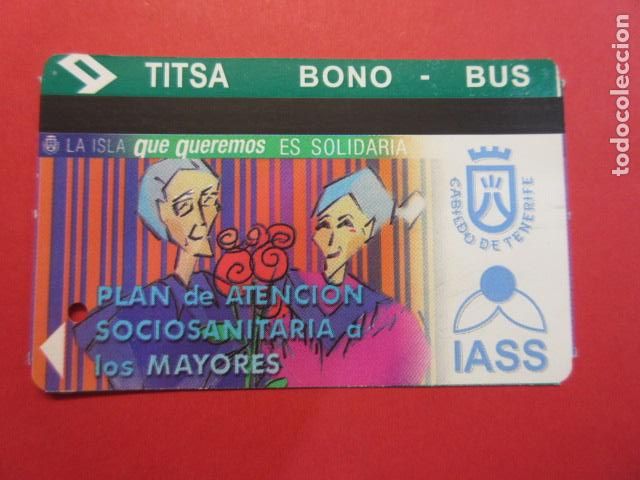 TITSA BONO - BUS
LA ISLA que queremos ES SOLIDARIA
CABILDO DE TENERIFE
PLAN de ATENCION
SOCIOSANITARIA a
los MAYORES
IASS
todocoleccion